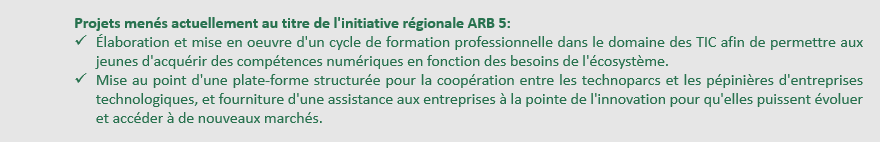 Projets menés actuellement au titre de l'initiative régionale ARB 5:
✓ Élaboration et mise en oeuvre d'un cycle de formation professionnelle dans le domaine des TIC afin de permettre aux
jeunes d'acquérir des compétences numériques en fonction des besoins de l'écosystème.
✓ Mise au point d'une plate-forme structurée pour la coopération entre les technoparcs et les pépinières d'entreprises
technologiques, et fourniture d'une assistance aux entreprises à la pointe de l'innovation pour qu'elles puissent évoluer
et accéder à de nouveaux marchés.